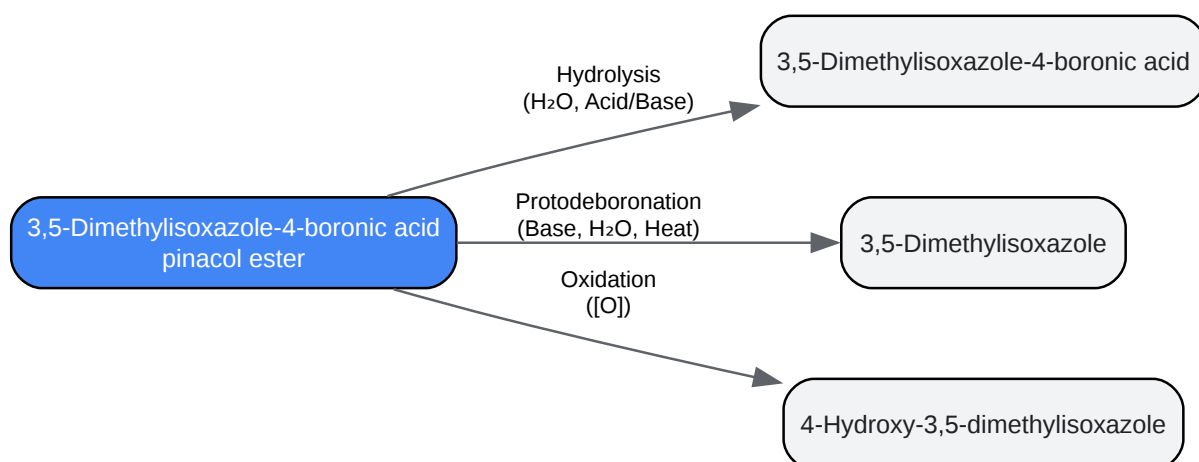 3,5-Dimethylisoxazole-4-boronic acid
Hydrolysis
(H₂O, Acid/Base)
3,5-Dimethylisoxazole-4-boronic acid
pinacol ester
Protodeboronation
(Base, H₂O, Heat)
3,5-Dimethylisoxazole
Oxidation
([O])
4-Hydroxy-3,5-dimethylisoxazole